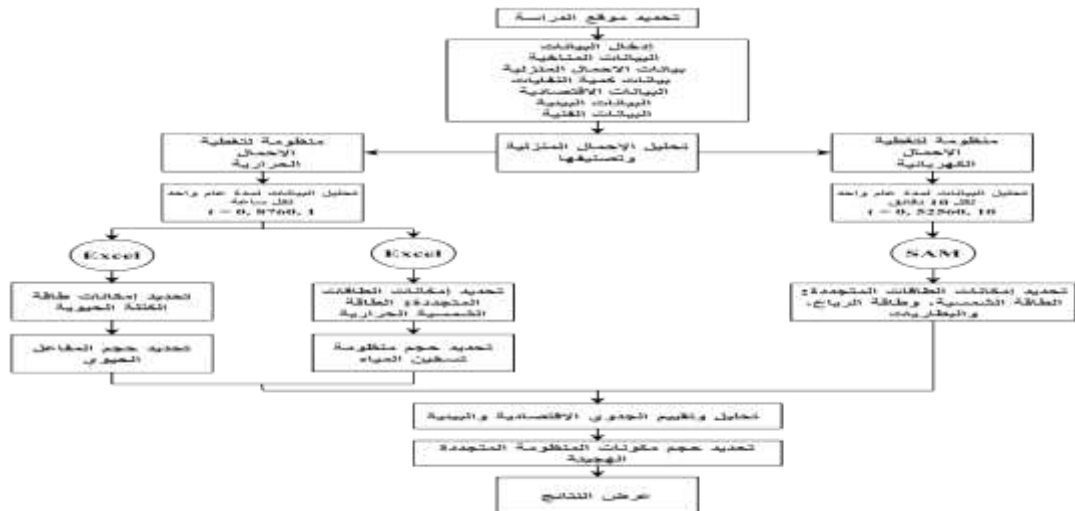 تحديد موقع الدراسة
إدخال البيانات
البيانات المناخية
بيانات الاحمال المنزلية
بيانات كمية النفايات
البيانات الاقتصادية
البيانات البيئية
البيانات الفنية
تحليل الاحمال المنزلية
وتصنيفها
منظومة لتغطية
الاحمال
الكهربائية
تحليل البيانات لمدة عام واحد
لكل 10 دقائق
t = 0, 52560, 10
SAM
تحديد إمكانات الطاقات المتجددة:
الطاقة الشمسية، وطاقة الرياح،
والبطاريات
منظومة لتغطية
الاحمال
الحرارية
تحليل البيانات لمدة عام واحد
لكل ساعة
t = 0, 8760, 1
Excel
تحديد إمكانات الطاقات
المتجددة: الطاقة
الشمسية الحرارية
تحديد حجم منظومة
تسخين المياه
Excel
تحديد إمكانات طاقة
الكتلة الحيوية
تحديد حجم المفاعل
الحيوي
تحليل وتقييم الجدوى الاقتصادية والبيئية
تحديد حجم مكونات المنظومة المتجددة
الهجينة
عرض النتائج